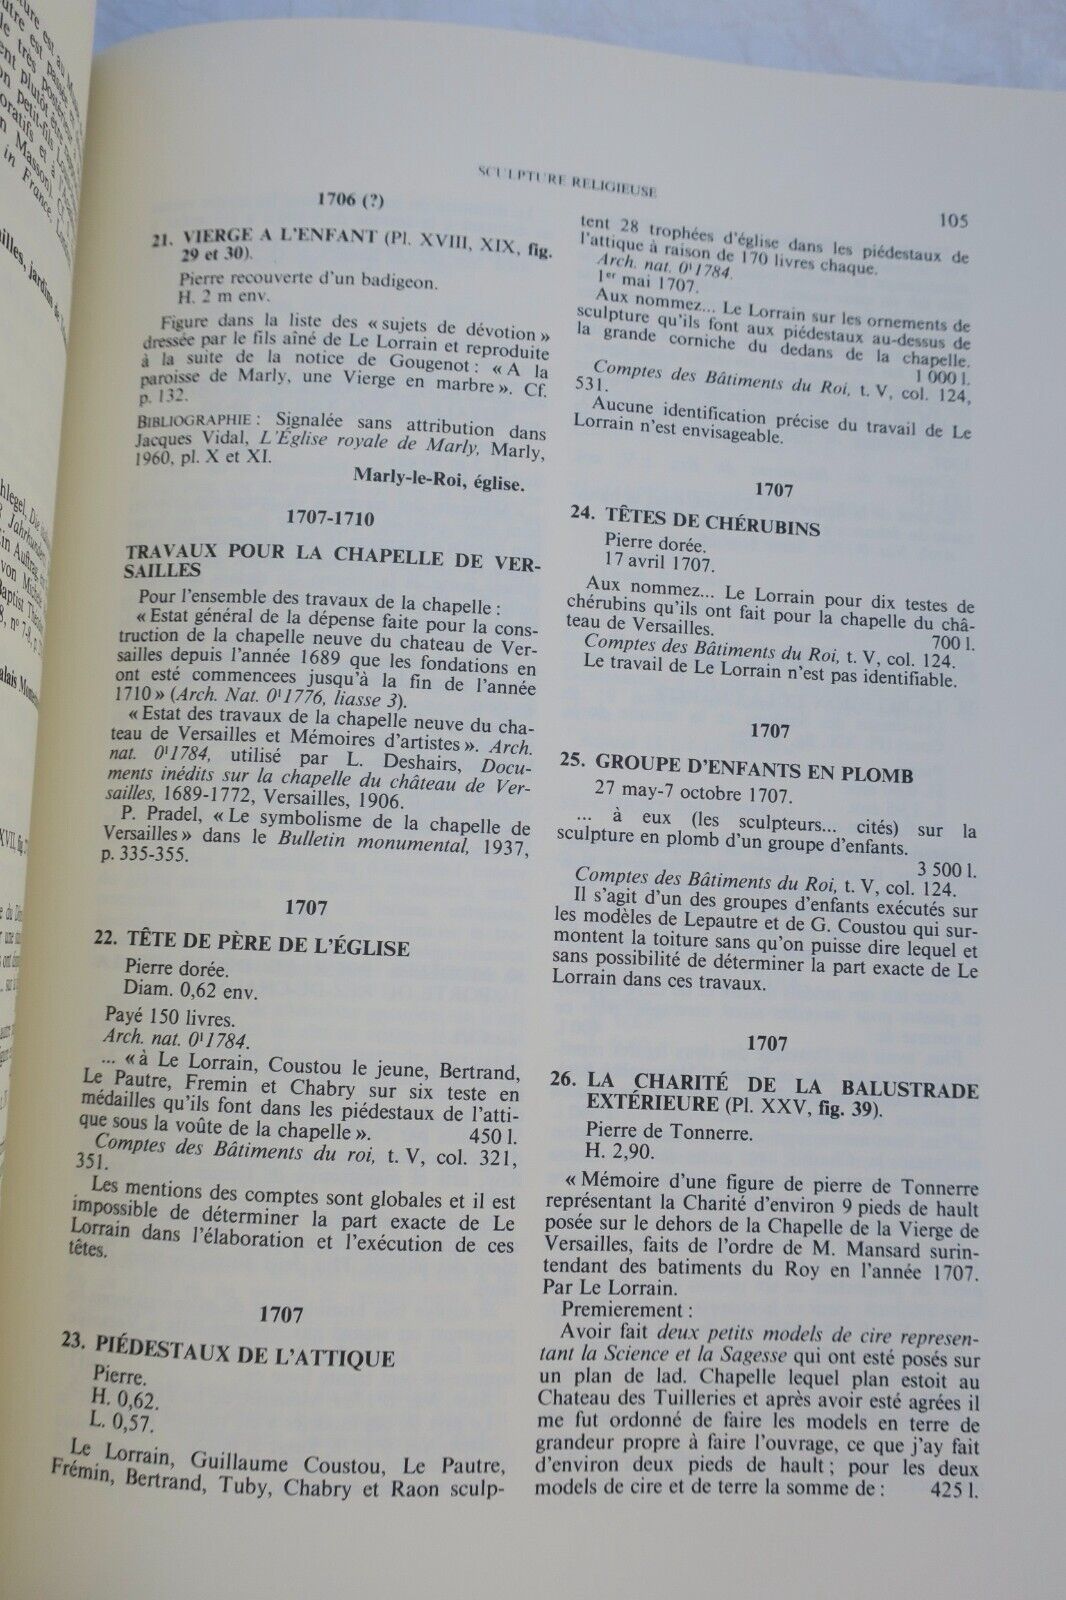 SCULPTURE RELIGIEUSE
105
1706 (?)
21. VIERGE A L'ENFANT (Pl. XVIII, XIX, fig.
29 et 30).
Pierre recouverte d'un badigeon.
H. 2 m env.
Figure dans la liste des « sujets de dévotion »
dressée par le fils aîné de Le Lorrain et reproduite
à la suite de la notice de Gougenot : « A la
paroisse de Marly, une Vierge en marbre ». Cf.
p. 132.
BIBLIOGRAPHIE : Signalée sans attribution dans
Jacques Vidal, L'Église royale de Marly, Marly,
1960, pl. X et XI.
Marly-le-Roi, église.
1707-1710
TRAVAUX POUR LA CHAPELLE DE VER-
SAILLES
Pour l'ensemble des travaux de la chapelle :
« Estat général de la dépense faite pour la cons-
truction de la chapelle neuve du chateau de Ver-
sailles depuis l'année 1689 que les fondations en
ont esté commencees jusqu'à la fin de l'année
1710 » (Arch. Nat. 0¹1776, liasse 3).
« Estat des travaux de la chapelle neuve du cha-
teau de Versailles et Mémoires d'artistes ». Arch.
nat. 0¹1784, utilisé par L. Deshairs, Docu-
ments inédits sur la chapelle du château de Ver-
sailles, 1689-1772, Versailles, 1906.
P. Pradel, « Le symbolisme de la chapelle de
Versailles » dans le Bulletin monumental, 1937,
p. 335-355.
1707
22. TÊTE DE PÈRE DE L'ÉGLISE
Pierre dorée.
Diam. 0,62 env.
Payé 150 livres.
Arch. nat. 0¹1784.
... « à Le Lorrain, Coustou le jeune, Bertrand,
Le Pautre, Fremin et Chabry sur six teste en
médailles qu'ils font dans les piédestaux de l'atti-
que sous la voûte de la chapelle ». 450 l.
Comptes des Bâtiments du roi, t. V, col. 321,
351.
Les mentions des comptes sont globales et il est
impossible de déterminer la part exacte de Le
Lorrain dans l'élaboration et l'exécution de ces
têtes.
1707
23. PIÉDESTAUX DE L'ATTIQUE
Pierre.
H. 0,62.
L. 0,57.
Le Lorrain, Guillaume Coustou, Le Pautre,
Frémin, Bertrand, Tuby, Chabry et Raon sculp-
tent 28 trophées d'église dans les piédestaux de
l'attique à raison de 170 livres chaque.
Arch. nat. 0¹1784.
1er mai 1707.
Aux nommez... Le Lorrain sur les ornements de
sculpture qu'ils font aux piédestaux au-dessus de
la grande corniche du dedans de la chapelle.
1 000 l.
Comptes des Bâtiments du Roi, t. V, col. 124,
531.
Aucune identification précise du travail de Le
Lorrain n'est envisageable.
1707
24. TÊTES DE CHÉRUBINS
Pierre dorée.
17 avril 1707.
Aux nommez... Le Lorrain pour dix testes de
chérubins qu'ils ont fait pour la chapelle du châ-
teau de Versailles. 700 l.
Comptes des Bâtiments du Roi, t. V, col. 124.
Le travail de Le Lorrain n'est pas identifiable.
1707
25. GROUPE D'ENFANTS EN PLOMB
27 may-7 octobre 1707.
... à eux (les sculpteurs... cités) sur la
sculpture en plomb d'un groupe d'enfants.
3 500 l.
Comptes des Bâtiments du Roi, t. V, col. 124.
Il s'agit d'un des groupes d'enfants exécutés sur
les modèles de Lepautre et de G. Coustou qui sur-
montent la toiture sans qu'on puisse dire lequel et
sans possibilité de déterminer la part exacte de Le
Lorrain dans ces travaux.
1707
26. LA CHARITÉ DE LA BALUSTRADE
EXTÉRIEURE (Pl. XXV, fig. 39).
Pierre de Tonnerre.
H. 2,90.
« Mémoire d'une figure de pierre de Tonnerre
représentant la Charité d'environ 9 pieds de hault
posée sur le dehors de la Chapelle de la Vierge de
Versailles, faits de l'ordre de M. Mansard surin-
tendant des batiments du Roy en l'année 1707.
Par Le Lorrain.
Premierement :
Avoir fait deux petits models de cire represen-
tant la Science et la Sagesse qui ont esté posés sur
un plan de lad. Chapelle lequel plan estoit au
Chateau des Tuilleries et après avoir esté agrées il
me fut ordonné de faire les models en terre de
grandeur propre à faire l'ouvrage, ce que j'ay fait
d'environ deux pieds de hault ; pour les deux
models de cire et de terre la somme de : 425 l.